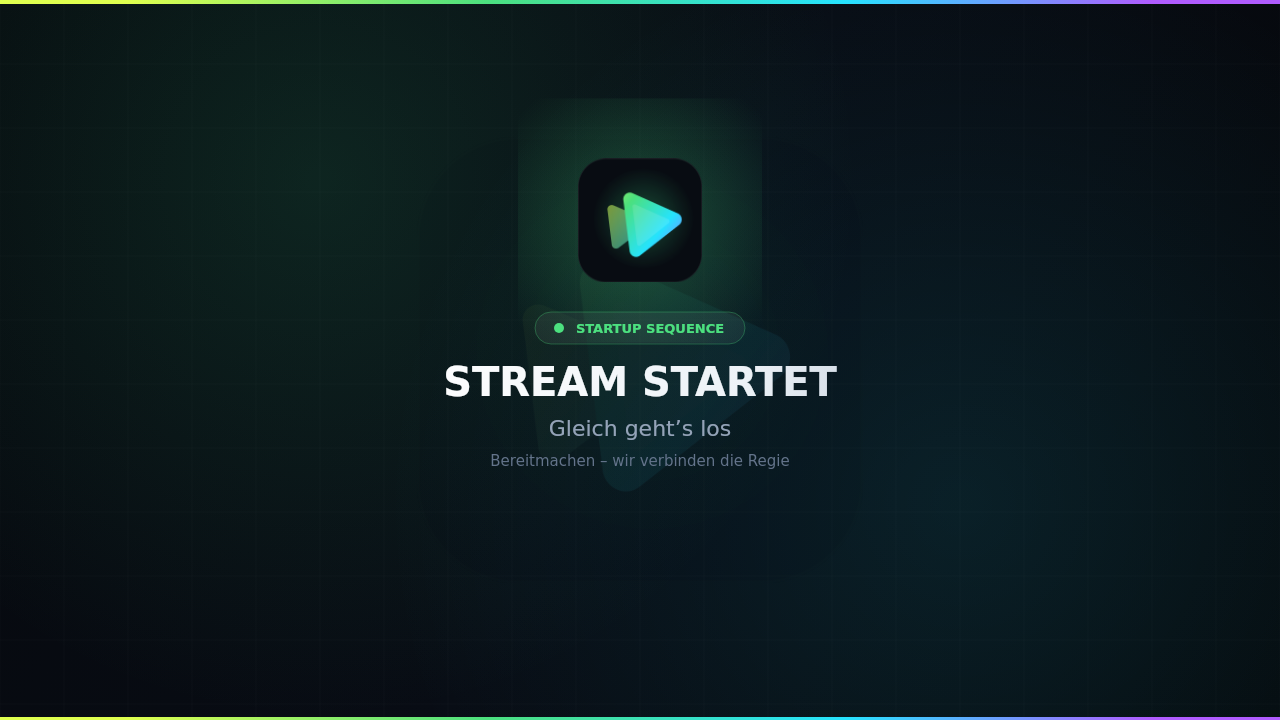 STARTUP SEQUENCE
STREAM STARTET
Gleich geht’s los
Bereitmachen – wir verbinden die Regie